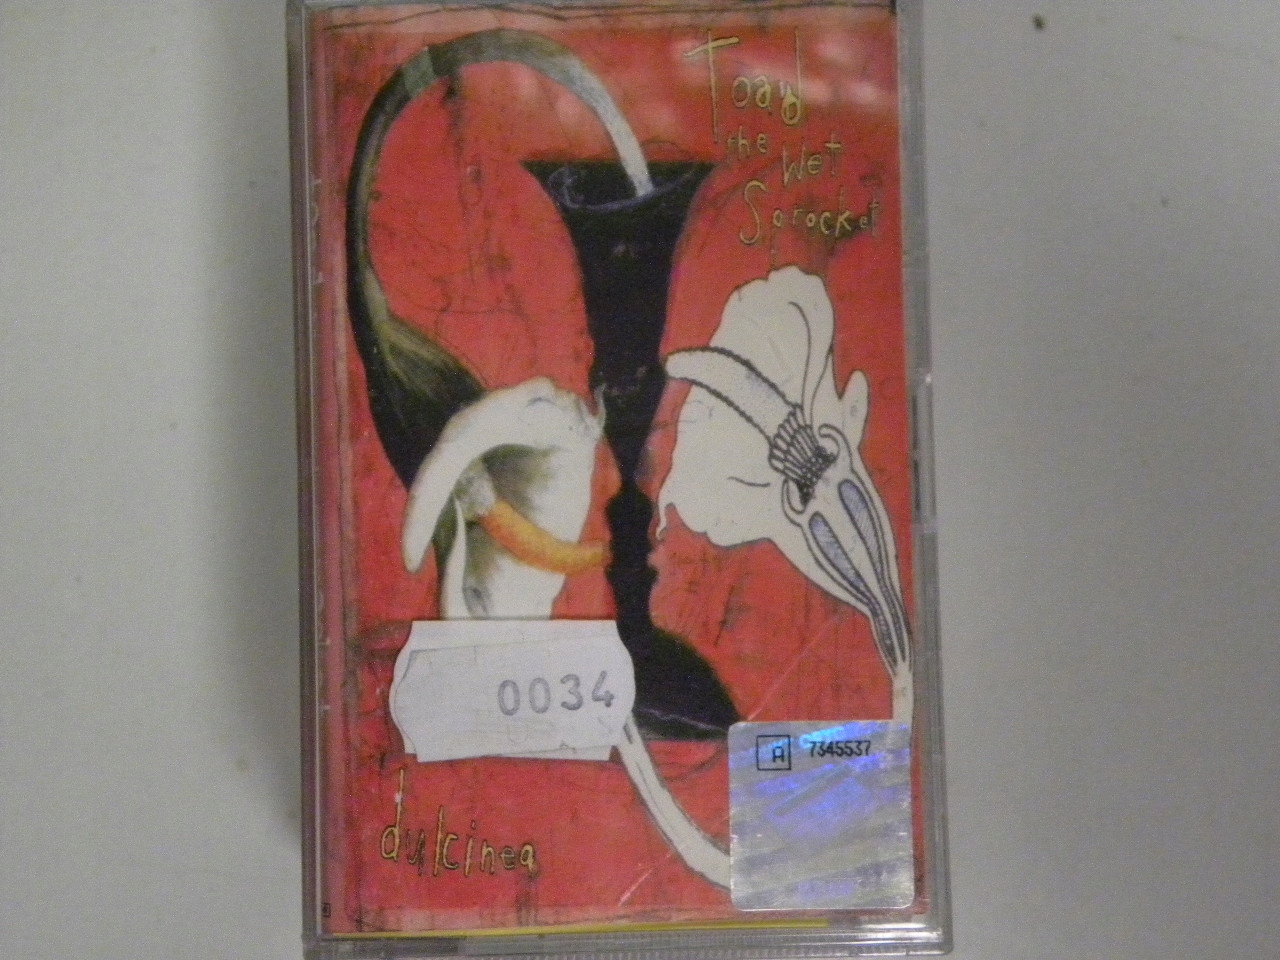 Toad
the Wet
Sprocket
0034
A 7345537
dulcinea